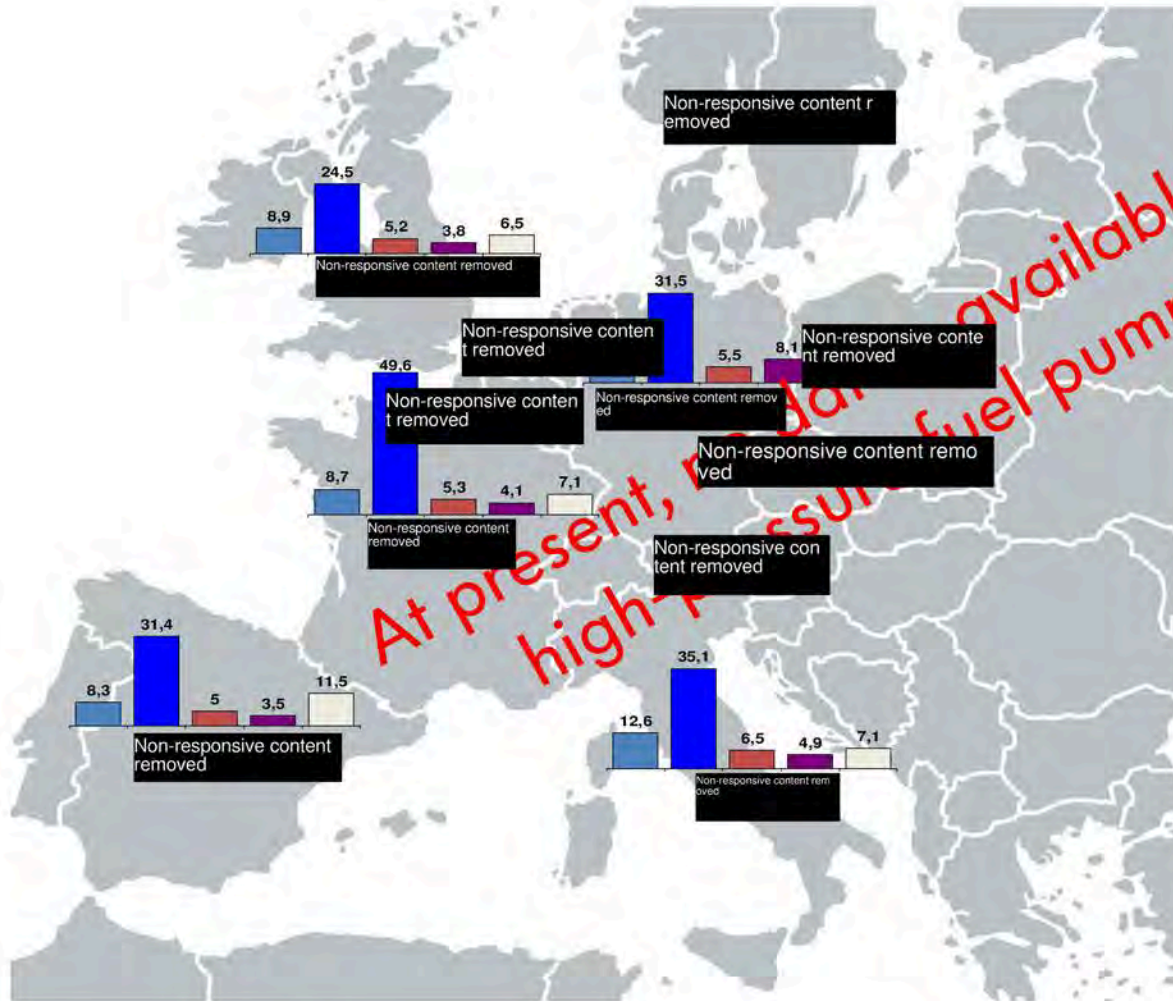 Non-responsive content r
emoved
24,5
8,9
5,2
3,8
6,5
Non-responsive content removed
31,5
5,5
8,1
Non-responsive conten
t removed
Non-responsive conte
nt removed
Non-responsive content remov
ed
49,6
8,7
5,3
4,1
7,1
Non-responsive conten
t removed
Non-responsive content
removed
Non-responsive content remo
ved
Non-responsive con
tent removed
At present,
fuel
31,4
8,3
5
3,5
11,5
Non-responsive content
removed
35,1
12,6
6,5
4,9
7,1
Non-responsive content rem
oved